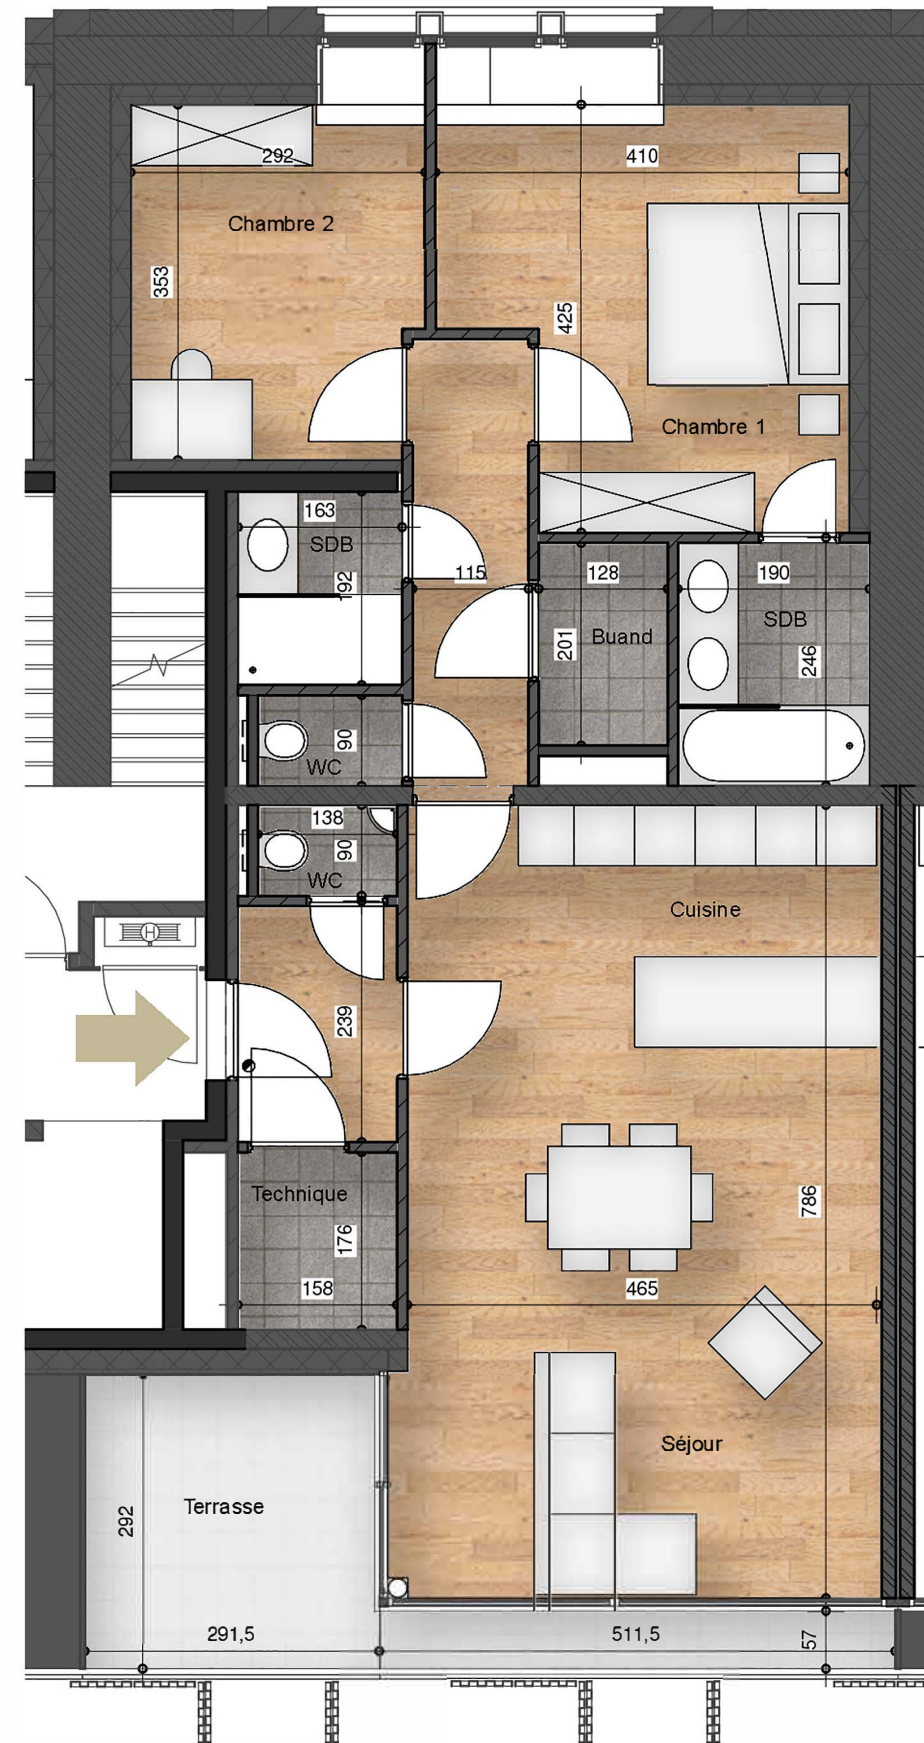 292
410
Chambre 2
353
425
Chambre 1
163
SDB
192
115
128
190
SDB
Buand
201
246
90
WC
138
90
WC
Cuisine
H
239
Technique
176
786
158
465
Séjour
Terrasse
292
291,5
511,5
57